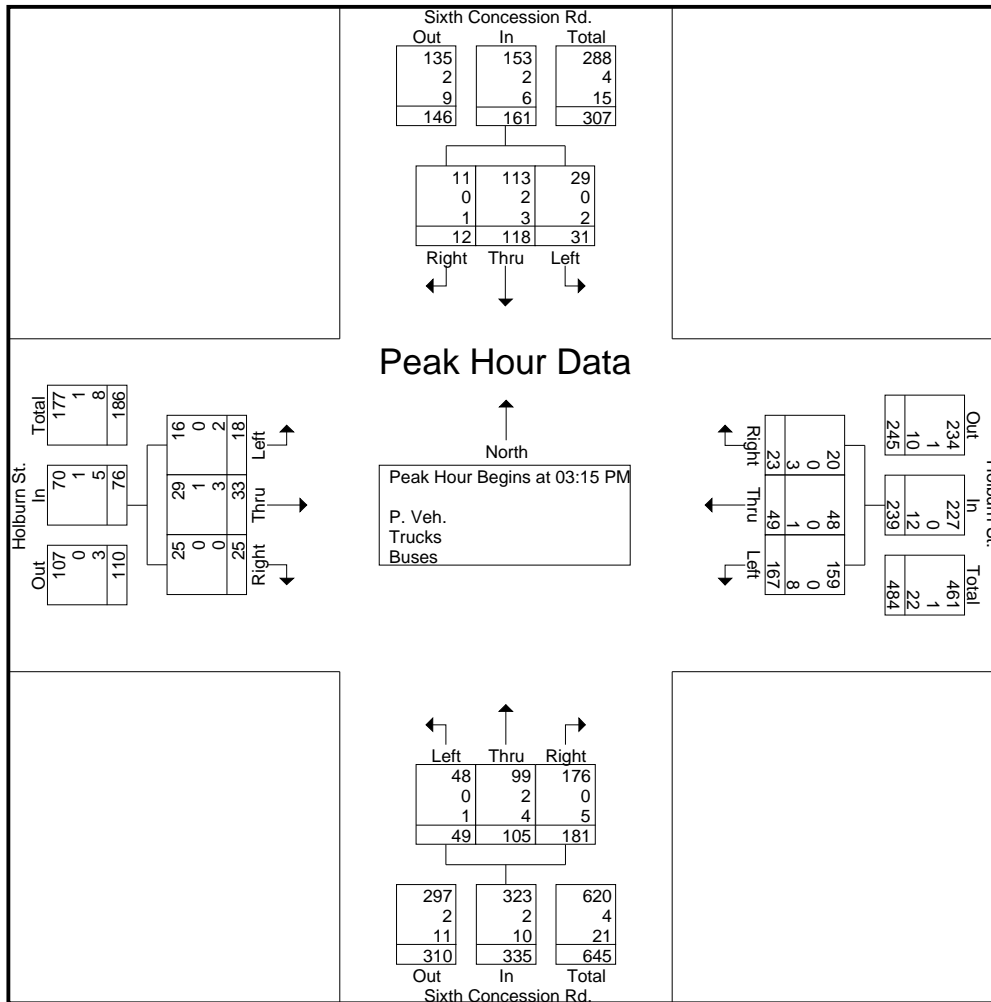 Sixth Concession Rd.
Out In Total
135 153 288
2 2 4
9 6 15
146 161 307
11 113 29
0 2 0
1 3 2
12 118 31
Right Thru Left
Peak Hour Data
North
Peak Hour Begins at 03:15 PM
P. Veh.
Trucks
Buses
Holburn St.
Total
177
1
8
186
In
70
1
5
76
Out
107
0
3
110
Left
16
0
2
18
Thru
29
1
3
33
Right
25
0
0
25
Right
20
0
3
23
Thru
48
0
1
49
Left
159
0
8
167
Out
234
1
10
245
In
227
0
12
239
Total
461
1
22
484
Holburn St.
Left Thru Right
48 99 176
0 2 0
1 4 5
49 105 181
297 323 620
2 2 4
11 10 21
310 335 645
Out In Total
Sixth Concession Rd.